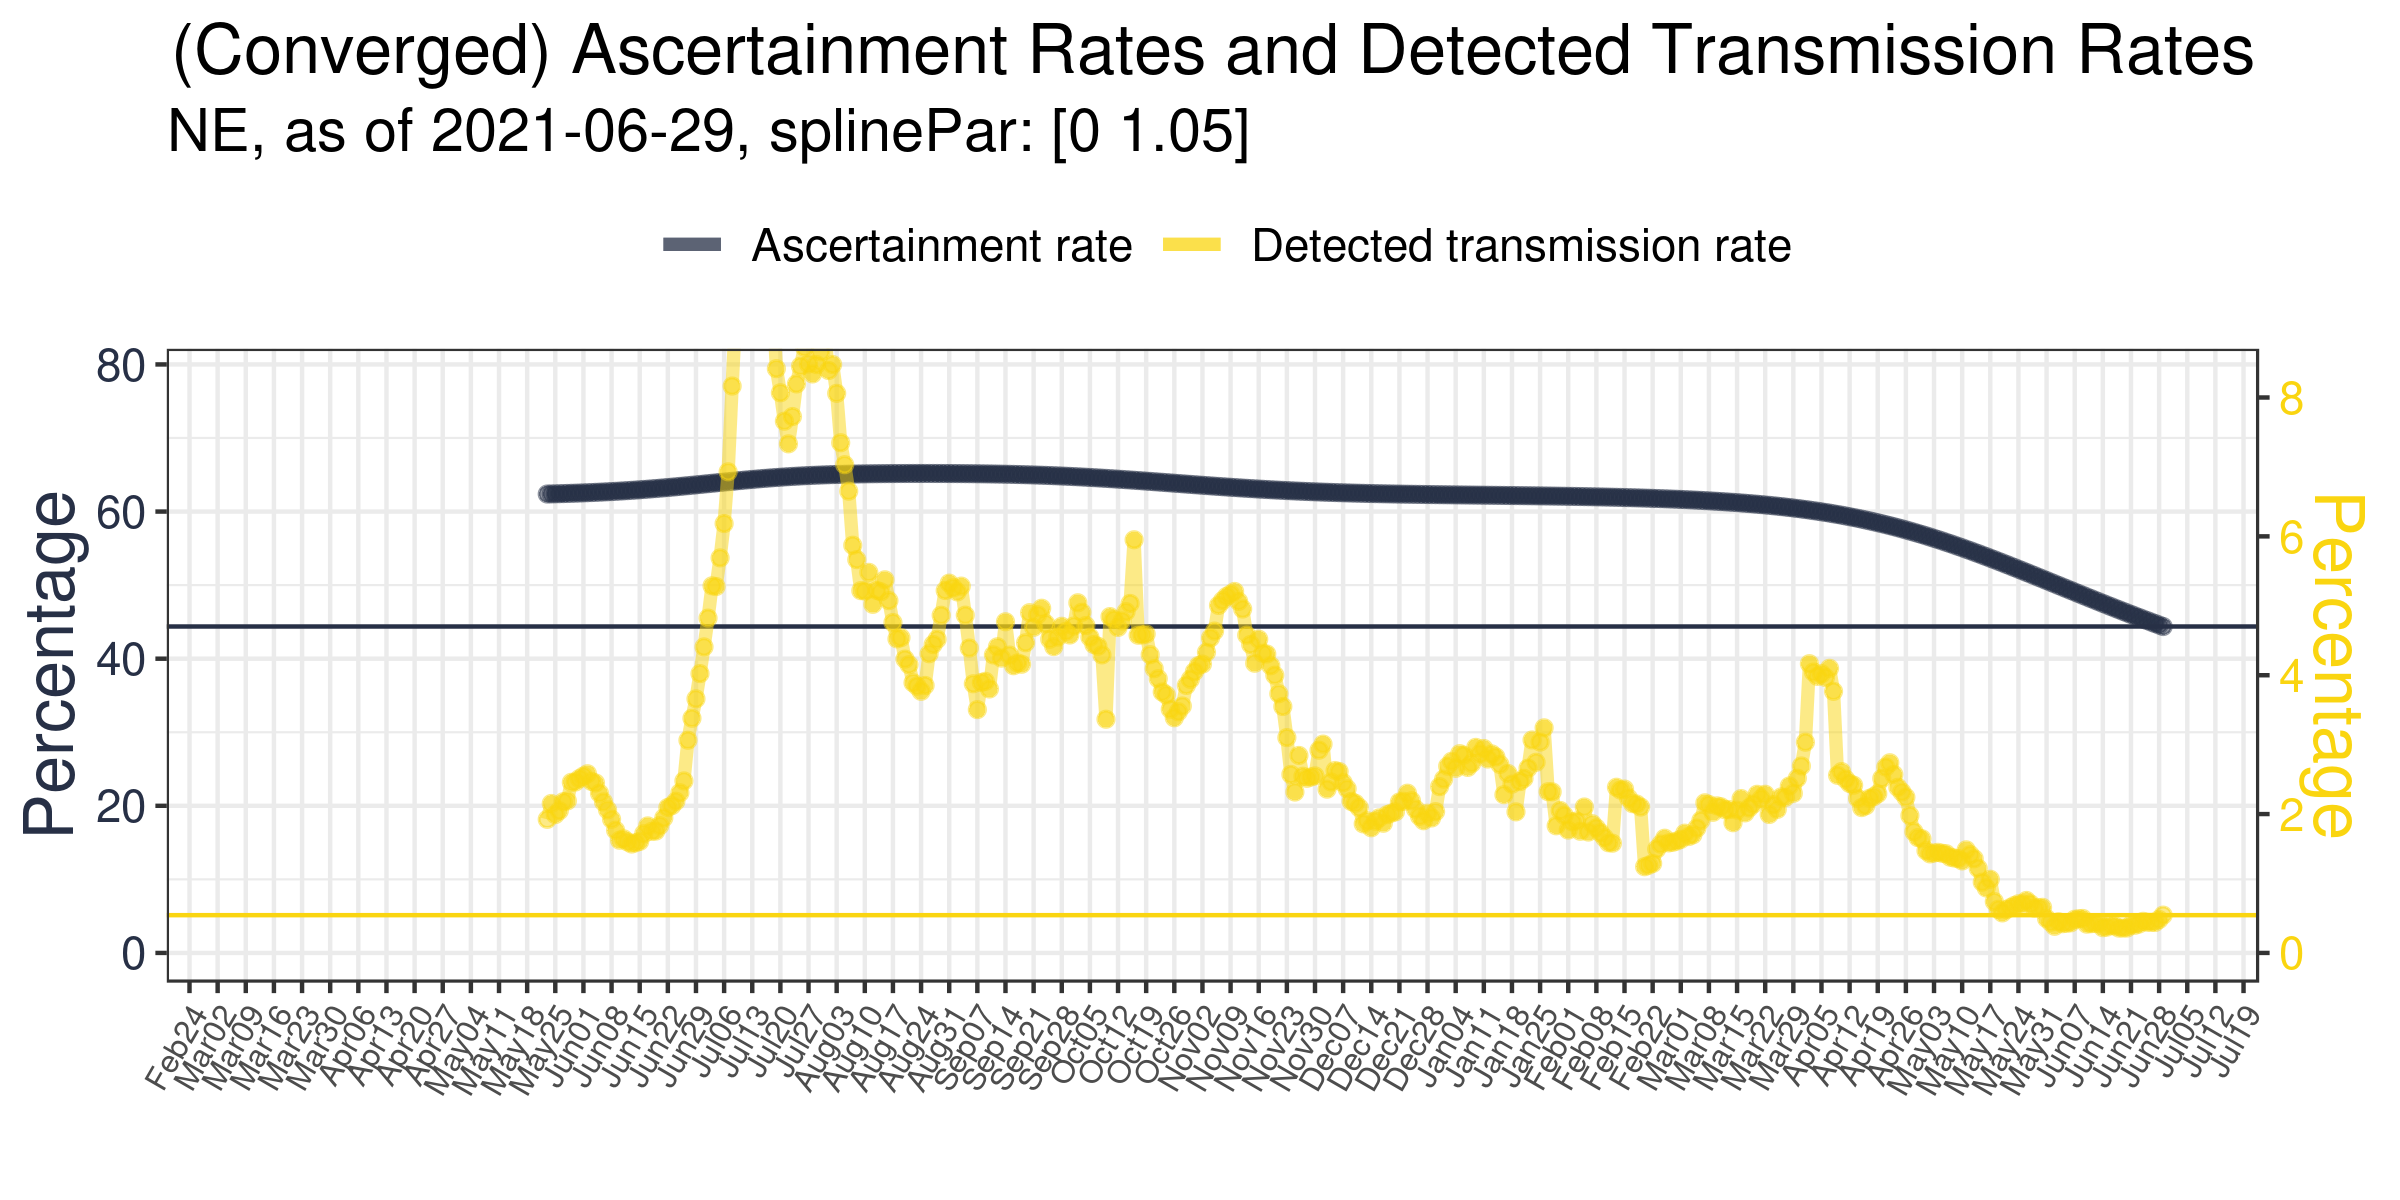 (Converged) Ascertainment Rates and Detected Transmission Rates
NE, as of 2021-06-29, splinePar: [0 1.05]
Ascertainment rate Detected transmission rate
Percentage
80
60
40
20
0
8
6
4
2
0
Percentage
Feb24
Mar02
Mar09
Mar16
Mar23
Mar30
Apr06
Apr13
Apr20
Apr27
May04
May11
May18
May25
Jun01
Jun08
Jun15
Jun22
Jun29
Jul06
Jul13
Jul20
Jul27
Aug03
Aug10
Aug17
Aug24
Aug31
Sep07
Sep14
Sep21
Sep28
Oct05
Oct12
Oct19
Oct26
Nov02
Nov09
Nov16
Nov23
Nov30
Dec07
Dec14
Dec21
Dec28
Jan04
Jan11
Jan18
Jan25
Feb01
Feb08
Feb15
Feb22
Mar01
Mar08
Mar15
Mar22
Mar29
Apr05
Apr12
Apr19
Apr26
May03
May10
May17
May24
May31
Jun07
Jun14
Jun21
Jun28
Jul05
Jul12
Jul19